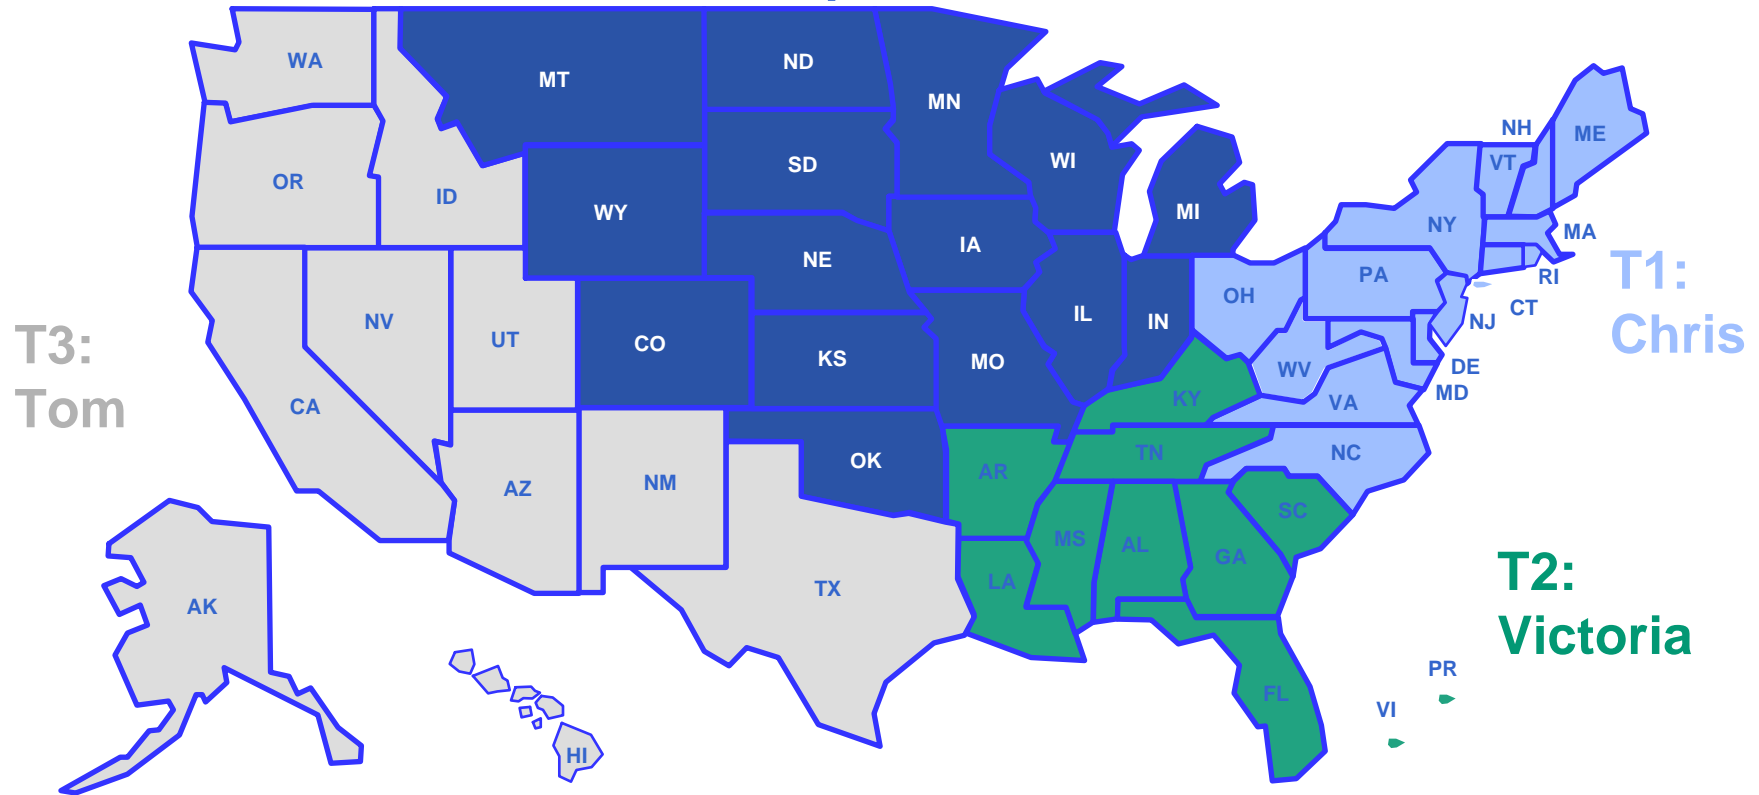 WA
MT
ND
MN
OR
ID
WY
SD
WI
MI
NH
VT
ME
NY
MA
RI
CT
NJ
PA
OH
DE
MD
WV
VA
NC
T1:
Chris
NE
IA
IL
IN
NV
UT
CO
KS
MO
KY
TN
CA
AZ
NM
OK
AR
T3:
Tom
TX
LA
MS
AL
GA
SC
FL
T2:
Victoria
PR
VI
AK
HI